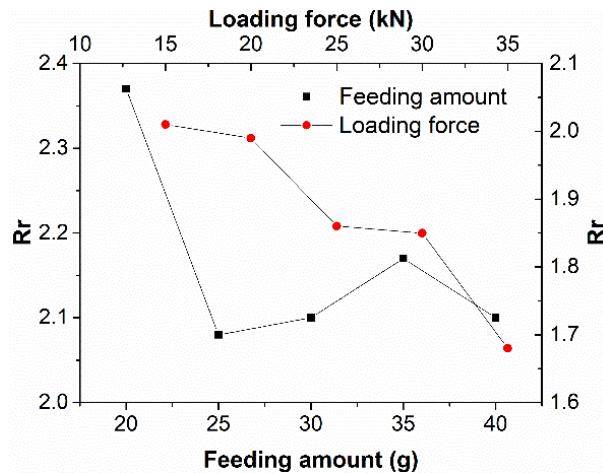 Loading force (kN)
10 15 20 25 30 35
2.4
2.3
2.2
2.1
2.0
Rr
Feeding amount
Loading force
2.1
2.0
1.9
1.8
1.7
1.6
Rr
20 25 30 35 40
Feeding amount (g)